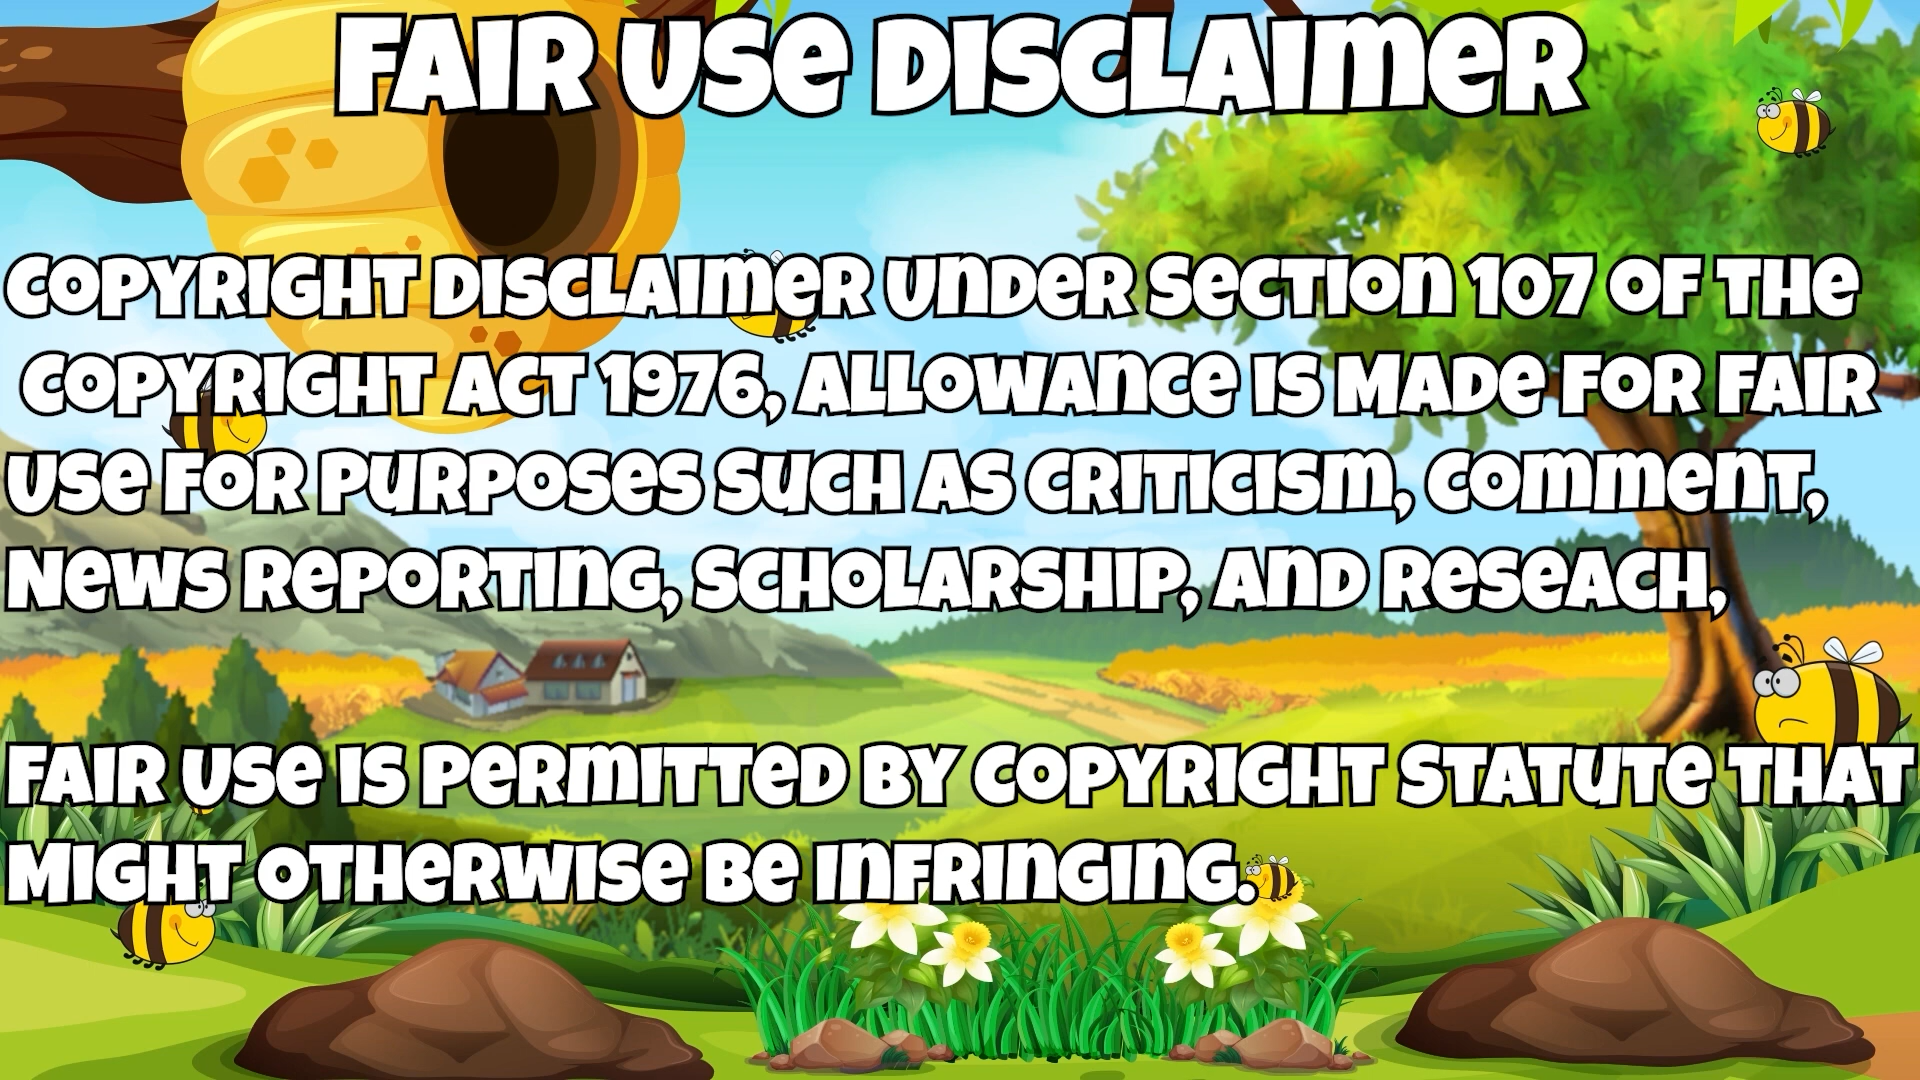 FAIR USE DISCLAIMER
COPYRIGHT DISCLAIMER UNDER SECTION 107 OF THE
COPYRIGHT ACT 1976, ALLOWANCE IS MADE FOR FAIR
USE FOR PURPOSES SUCH AS CRITICISM, COMMENT,
NEWS REPORTING, SCHOLARSHIP, AND RESEACH,
FAIR USE IS PERMITTED BY COPYRIGHT STATUTE THAT
MIGHT OTHERWISE BE INFRINGING.